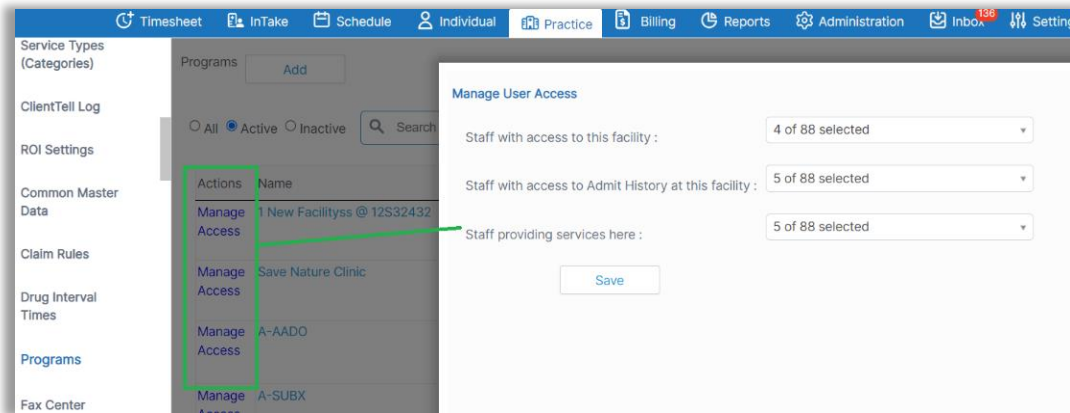 Timesheet InTake Schedule Individual Practice Billing Reports Administration Inbox 136 Setting
Service Types
(Categories)
ClientTell Log
ROI Settings
Common Master
Data
Claim Rules
Drug Interval
Times
Programs
Fax Center
Programs Add
All Active Inactive Search
Actions Name
Manage
Access
1 New Facilityss @ 12S32432
Manage
Access
Save Nature Clinic
Manage
Access
A-AADO
Manage
Access
A-SUBX
Manage User Access
Staff with access to this facility : 4 of 88 selected
Staff with access to Admit History at this facility : 5 of 88 selected
Staff providing services here : 5 of 88 selected
Save